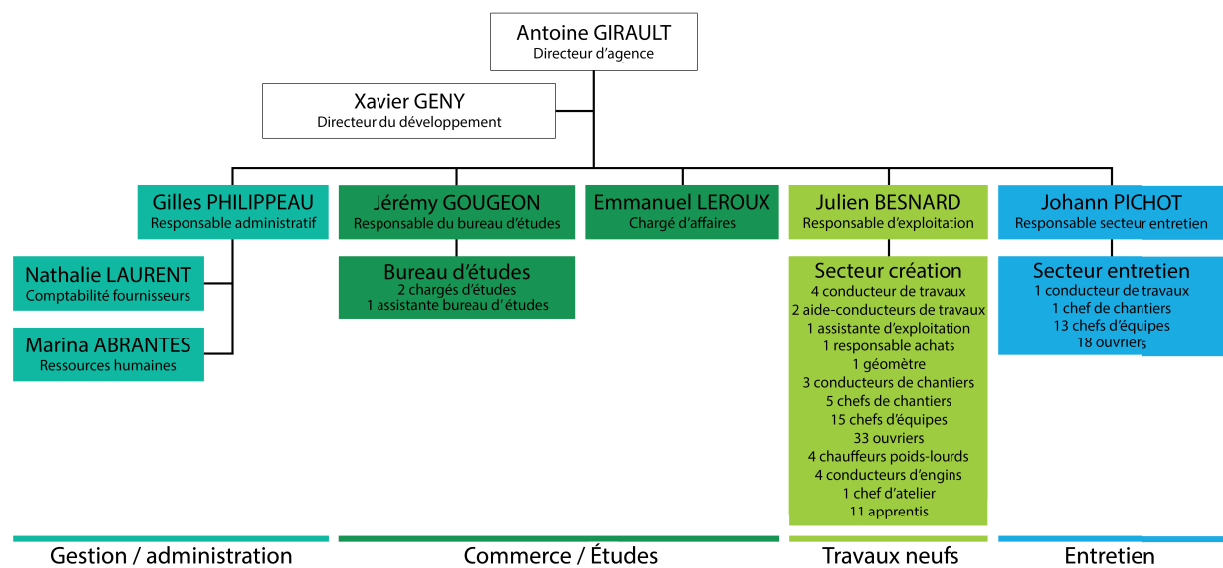 Antoine GIRAULT
Directeur d'agence
Xavier GENY
Directeur du développement
Gilles PHILIPPEAU
Responsable administratif
Nathalie LAURENT
Comptabilité fournisseurs
Marina ABRANTES
Ressources humaines
Jérémy GOUGEON
Responsable du bureau d'études
Bureau d'études
2 chargés d'études
1 assistante bureau d' études
Emmanuel LEROUX
Chargé d'affaires
Julien BESNARD
Responsable d'exploitation
Secteur création
4 conducteur de travaux
2 aide-conducteurs de travaux
1 assistante d'exploitation
1 responsable achats
1 géomètre
3 conducteurs de chantiers
5 chefs de chantiers
15 chefs d'équipes
33 ouvriers
4 chauffeurs poids-lourds
4 conducteurs d'engins
1 chef d'atelier
11 apprentis
Johann PICHOT
Responsable secteur entretien
Secteur entretien
1 conducteur de travaux
1 chef de chantiers
13 chefs d'équipes
18 ouvriers
Gestion / administration
Commerce / Études
Travaux neufs
Entretien